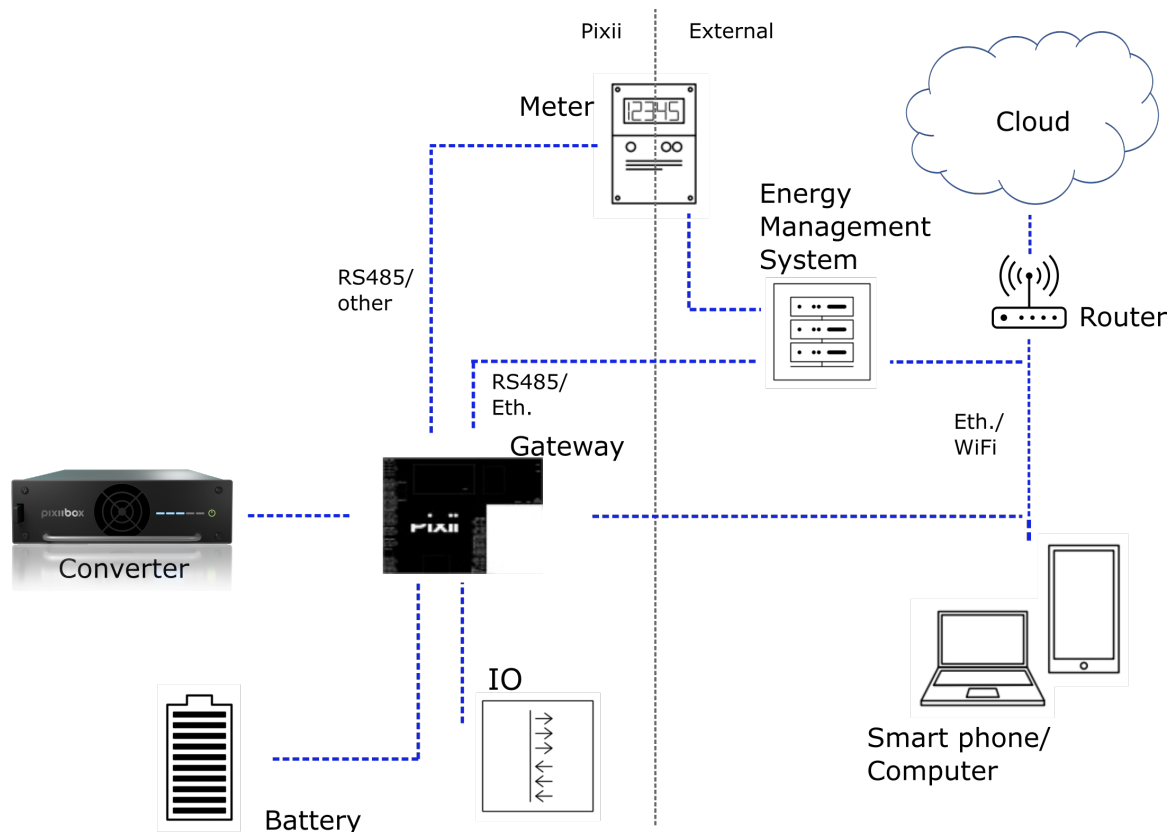 Pixii
External
Meter
12345
Cloud
Energy
Management
System
RS485/
other
Router
RS485/
Eth.
Eth./
WiFi
Gateway
pixiibox
pixii
Converter
IO
Smart phone/
Computer
Battery